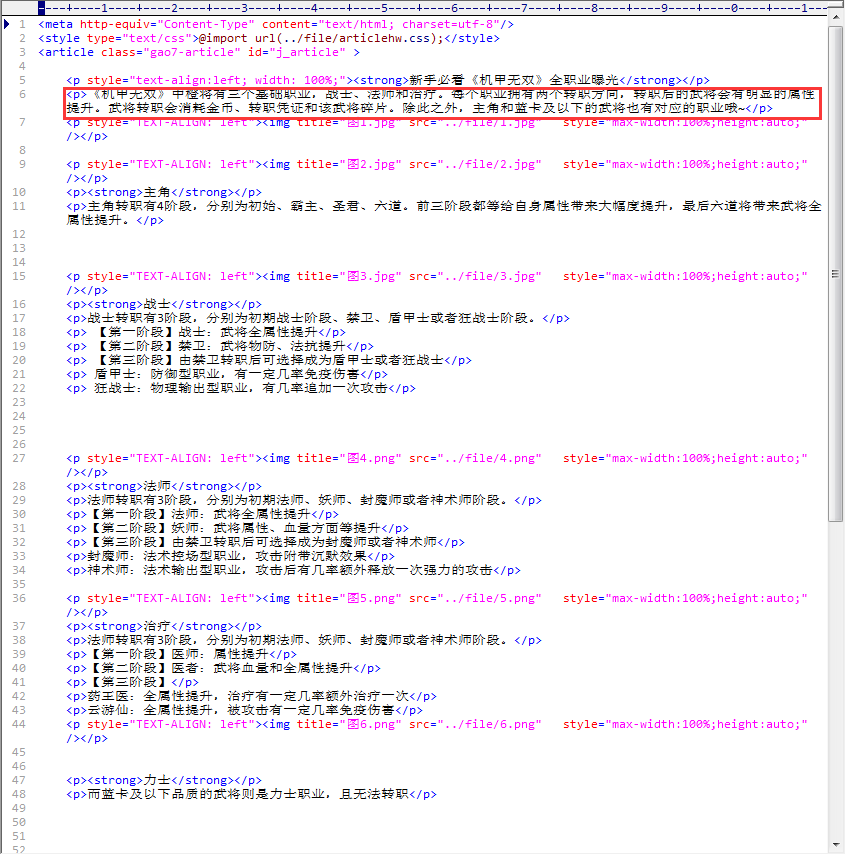 ----+----1----+----2----+----3----+----4----+----5----+----6----+----7----+----8----+----9----+----0----+----1--
1 <meta http-equiv="Content-Type" content="text/html; charset=utf-8"/>
2 <style type="text/css">@import url(../file/articlehw.css);</style>
3 <article class="gao7-article" id="j_article" >
4
5 <p style="text-align:left; width: 100%;"><strong>新手必看《机甲无双》全职业曝光</strong></p>
6 <p>《机甲无双》中橙将有三个基础职业，战士、法师和治疗。每个职业拥有两个转职方向，转职后的武将会有明显的属性
提升。武将转职会消耗金币、转职凭证和该武将碎片。除此之外，主角和蓝卡及以下的武将也有对应的职业哦~</p>
7 <p style="TEXT-ALIGN: left"><img title="图1.jpg" src="../file/1.jpg" style="max-width:100%;height:auto;"
/></p>
8
9 <p style="TEXT-ALIGN: left"><img title="图2.jpg" src="../file/2.jpg" style="max-width:100%;height:auto;"
/></p>
10 <p><strong>主角</strong></p>
11 <p>主角转职有4阶段，分别为初始、霸主、圣君、六道。前三阶段都等给自身属性带来大幅度提升，最后六道将带来武将全
属性提升。</p>
12
13
14
15 <p style="TEXT-ALIGN: left"><img title="图3.jpg" src="../file/3.jpg" style="max-width:100%;height:auto;"
/></p>
16 <p><strong>战士</strong></p>
17 <p>战士转职有3阶段，分别为初期战士阶段、禁卫、盾甲士或者狂战士阶段。</p>
18 <p> 【第一阶段】战士：武将全属性提升</p>
19 <p> 【第二阶段】禁卫：武将物防、法抗提升</p>
20 <p> 【第三阶段】由禁卫转职后可选择成为盾甲士或者狂战士</p>
21 <p> 盾甲士：防御型职业，有一定几率免疫伤害</p>
22 <p> 狂战士：物理输出型职业，有几率追加一次攻击</p>
23
24
25
26
27 <p style="TEXT-ALIGN: left"><img title="图4.png" src="../file/4.png" style="max-width:100%;height:auto;"
/></p>
28 <p><strong>法师</strong></p>
29 <p>法师转职有3阶段，分别为初期法师、妖师、封魔师或者神术师阶段。</p>
30 <p>【第一阶段】法师：武将全属性提升</p>
31 <p>【第二阶段】妖师：武将属性、血量方面等提升</p>
32 <p>【第三阶段】由禁卫转职后可选择成为封魔师或者神术师</p>
33 <p>封魔师：法术控场型职业，攻击附带沉默效果</p>
34 <p>神术师：法术输出型职业，攻击后有几率额外释放一次强力的攻击</p>
35
36 <p style="TEXT-ALIGN: left"><img title="图5.png" src="../file/5.png" style="max-width:100%;height:auto;"
/></p>
37 <p><strong>治疗</strong></p>
38 <p>法师转职有3阶段，分别为初期法师、妖师、封魔师或者神术师阶段。</p>
39 <p>【第一阶段】医师：属性提升</p>
40 <p>【第二阶段】医者：武将血量和全属性提升</p>
41 <p>【第三阶段】</p>
42 <p>药王医：全属性提升，治疗有一定几率额外治疗一次</p>
43 <p>云游仙：全属性提升，被攻击有一定几率免疫伤害</p>
44 <p style="TEXT-ALIGN: left"><img title="图6.png" src="../file/6.png" style="max-width:100%;height:auto;"
/></p>
45
46
47 <p><strong>力士</strong></p>
48 <p>而蓝卡及以下品质的武将则是力士职业，且无法转职</p>
49
50
51
52